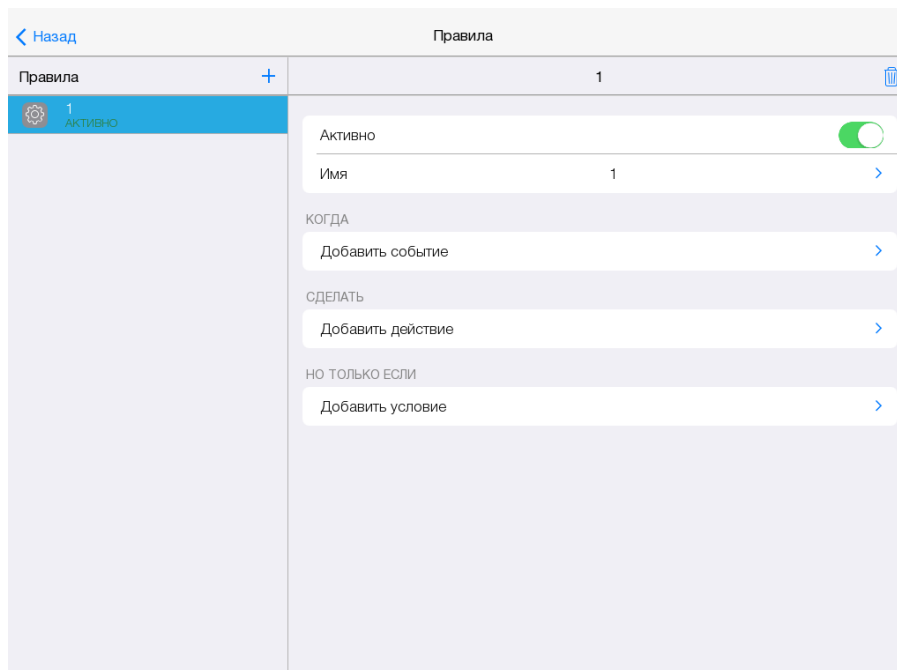 Назад
Правила
Правила
1
1
АКТИВНО
Активно
Имя 1
КОГДА
Добавить событие
СДЕЛАТЬ
Добавить действие
НО ТОЛЬКО ЕСЛИ
Добавить условие